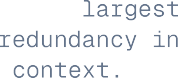 largest
redundancy in
context.